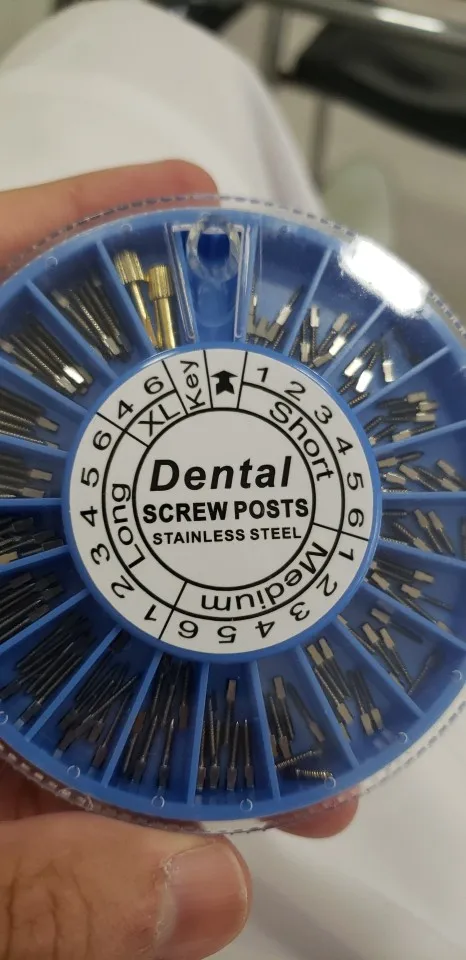 Dental
SCREW POSTS
STAINLESS STEEL
Key
1 2 3 4 5 6
Short
1 2 3 4 5 6
Medium
1 2 3 4 5 6
Long
4 6
XL